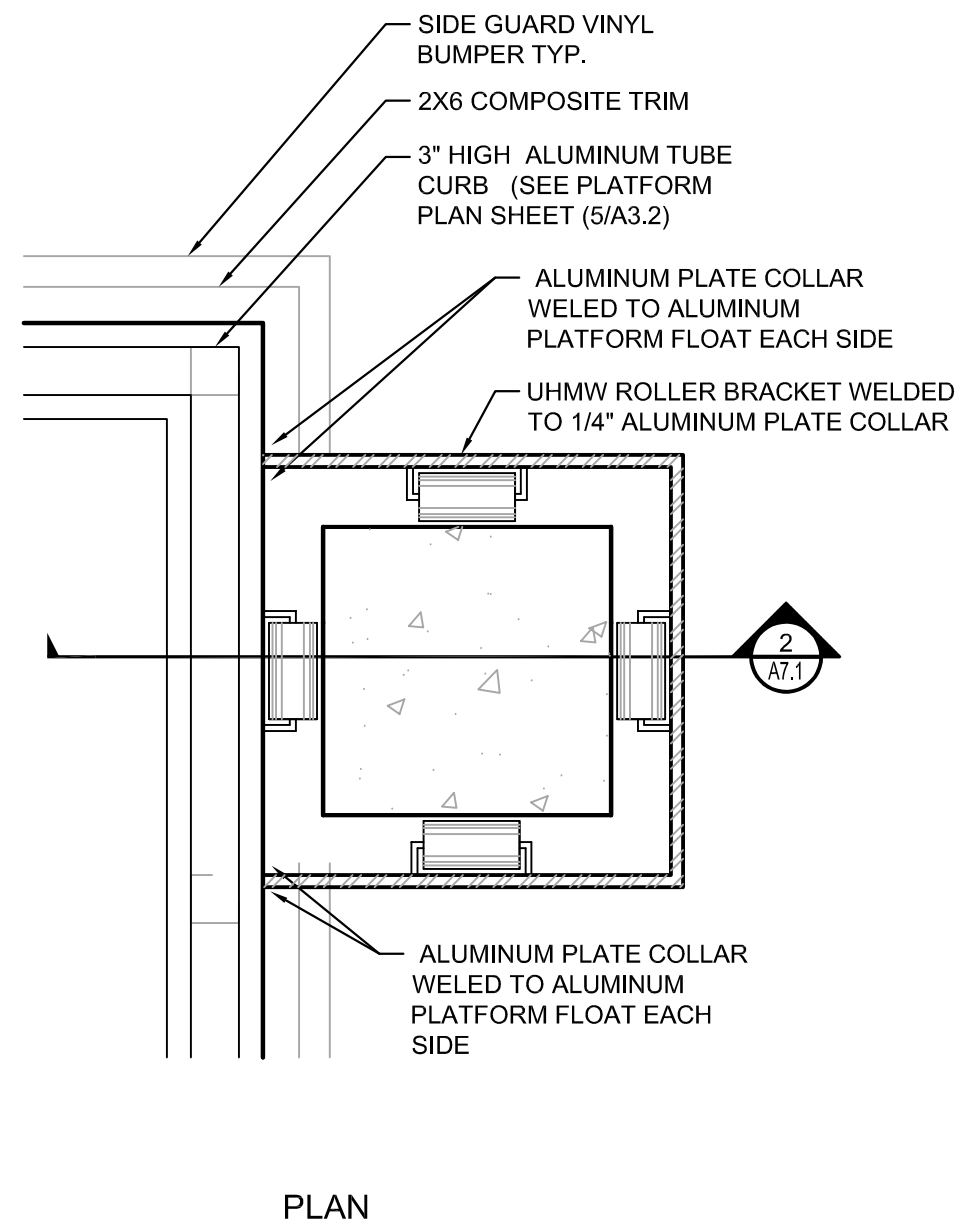 SIDE GUARD VINYL
BUMPER TYP.
2X6 COMPOSITE TRIM
3" HIGH ALUMINUM TUBE
CURB (SEE PLATFORM
PLAN SHEET (5/A3.2)
ALUMINUM PLATE COLLAR
WELED TO ALUMINUM
PLATFORM FLOAT EACH SIDE
UHMW ROLLER BRACKET WELDED
TO 1/4" ALUMINUM PLATE COLLAR
2
A7.1
ALUMINUM PLATE COLLAR
WELED TO ALUMINUM
PLATFORM FLOAT EACH
SIDE
PLAN